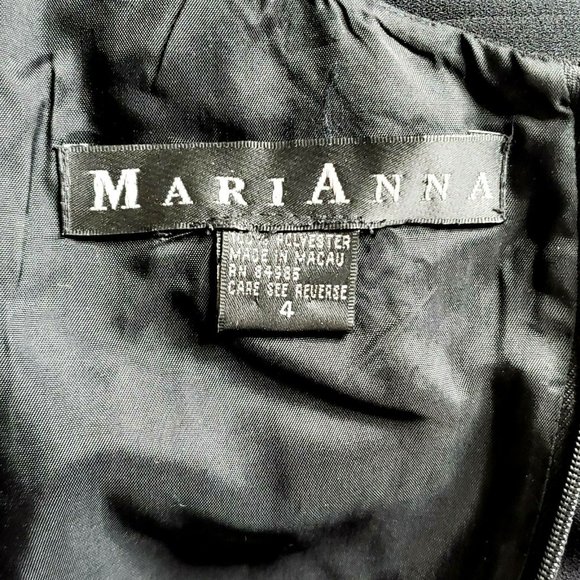 MARIANNA
100% POLYESTER
MADE IN MACAU
RN 84985
CARE SEE REVERSE
4